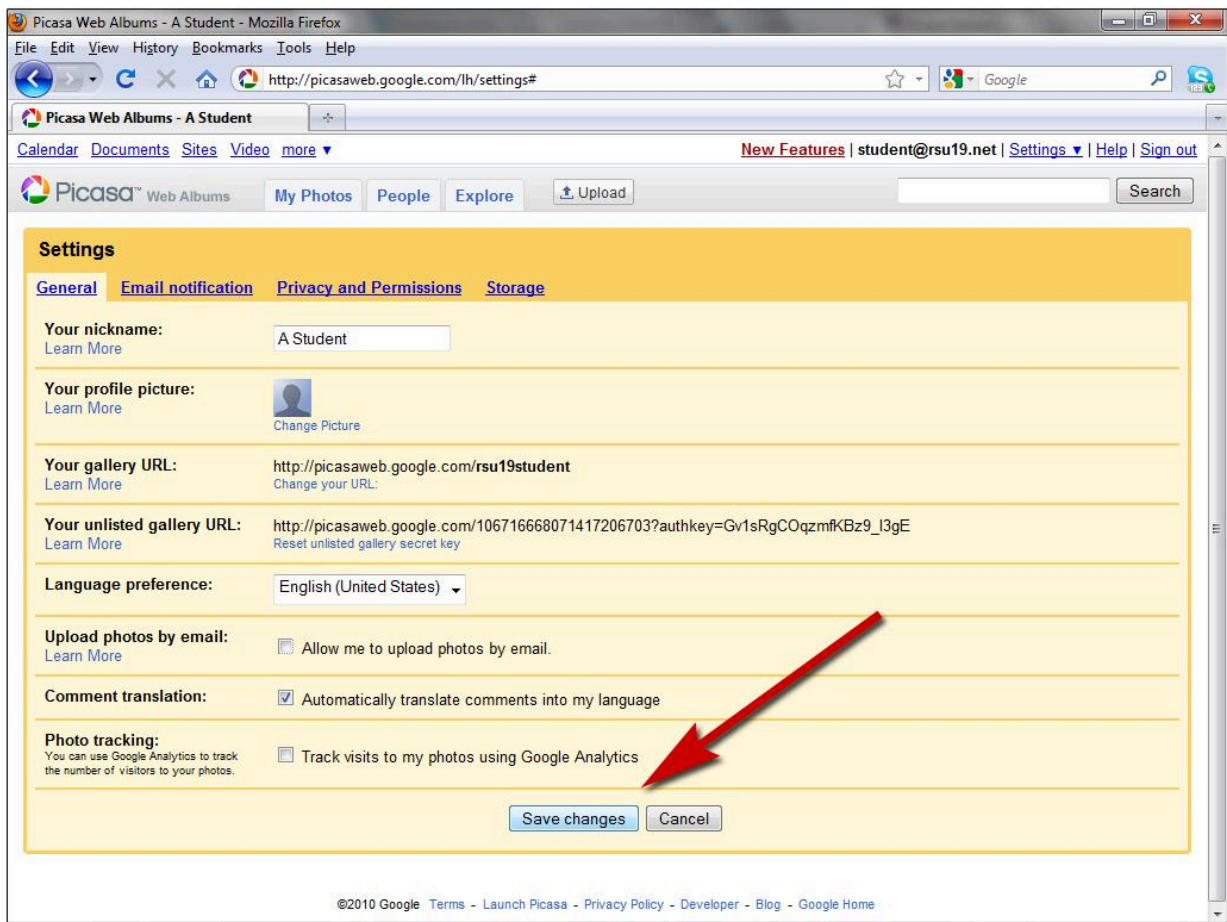 Picasa Web Albums - A Student - Mozilla Firefox
File Edit View History Bookmarks Tools Help
http://picasaweb.google.com/lh/settings#
Google
Picasa Web Albums - A Student
Calendar Documents Sites Video more ▼ New Features | student@rsu19.net | Settings ▼ | Help | Sign out
Picasa™ Web Albums My Photos People Explore Upload Search
Settings
General Email notification Privacy and Permissions Storage
Your nickname: A Student
Learn More
Your profile picture:
Learn More
Change Picture
Your gallery URL: http://picasaweb.google.com/rsu19student
Learn More Change your URL:
Your unlisted gallery URL: http://picasaweb.google.com/106716668071417206703?authkey=Gv1sRgCOqzmfKBz9_I3gE
Learn More Reset unlisted gallery secret key
Language preference: English (United States)
Upload photos by email: Allow me to upload photos by email.
Learn More
Comment translation: Automatically translate comments into my language
Photo tracking:
You can use Google Analytics to track
the number of visitors to your photos.
Track visits to my photos using Google Analytics
Save changes Cancel
©2010 Google Terms - Launch Picasa - Privacy Policy - Developer - Blog - Google Home